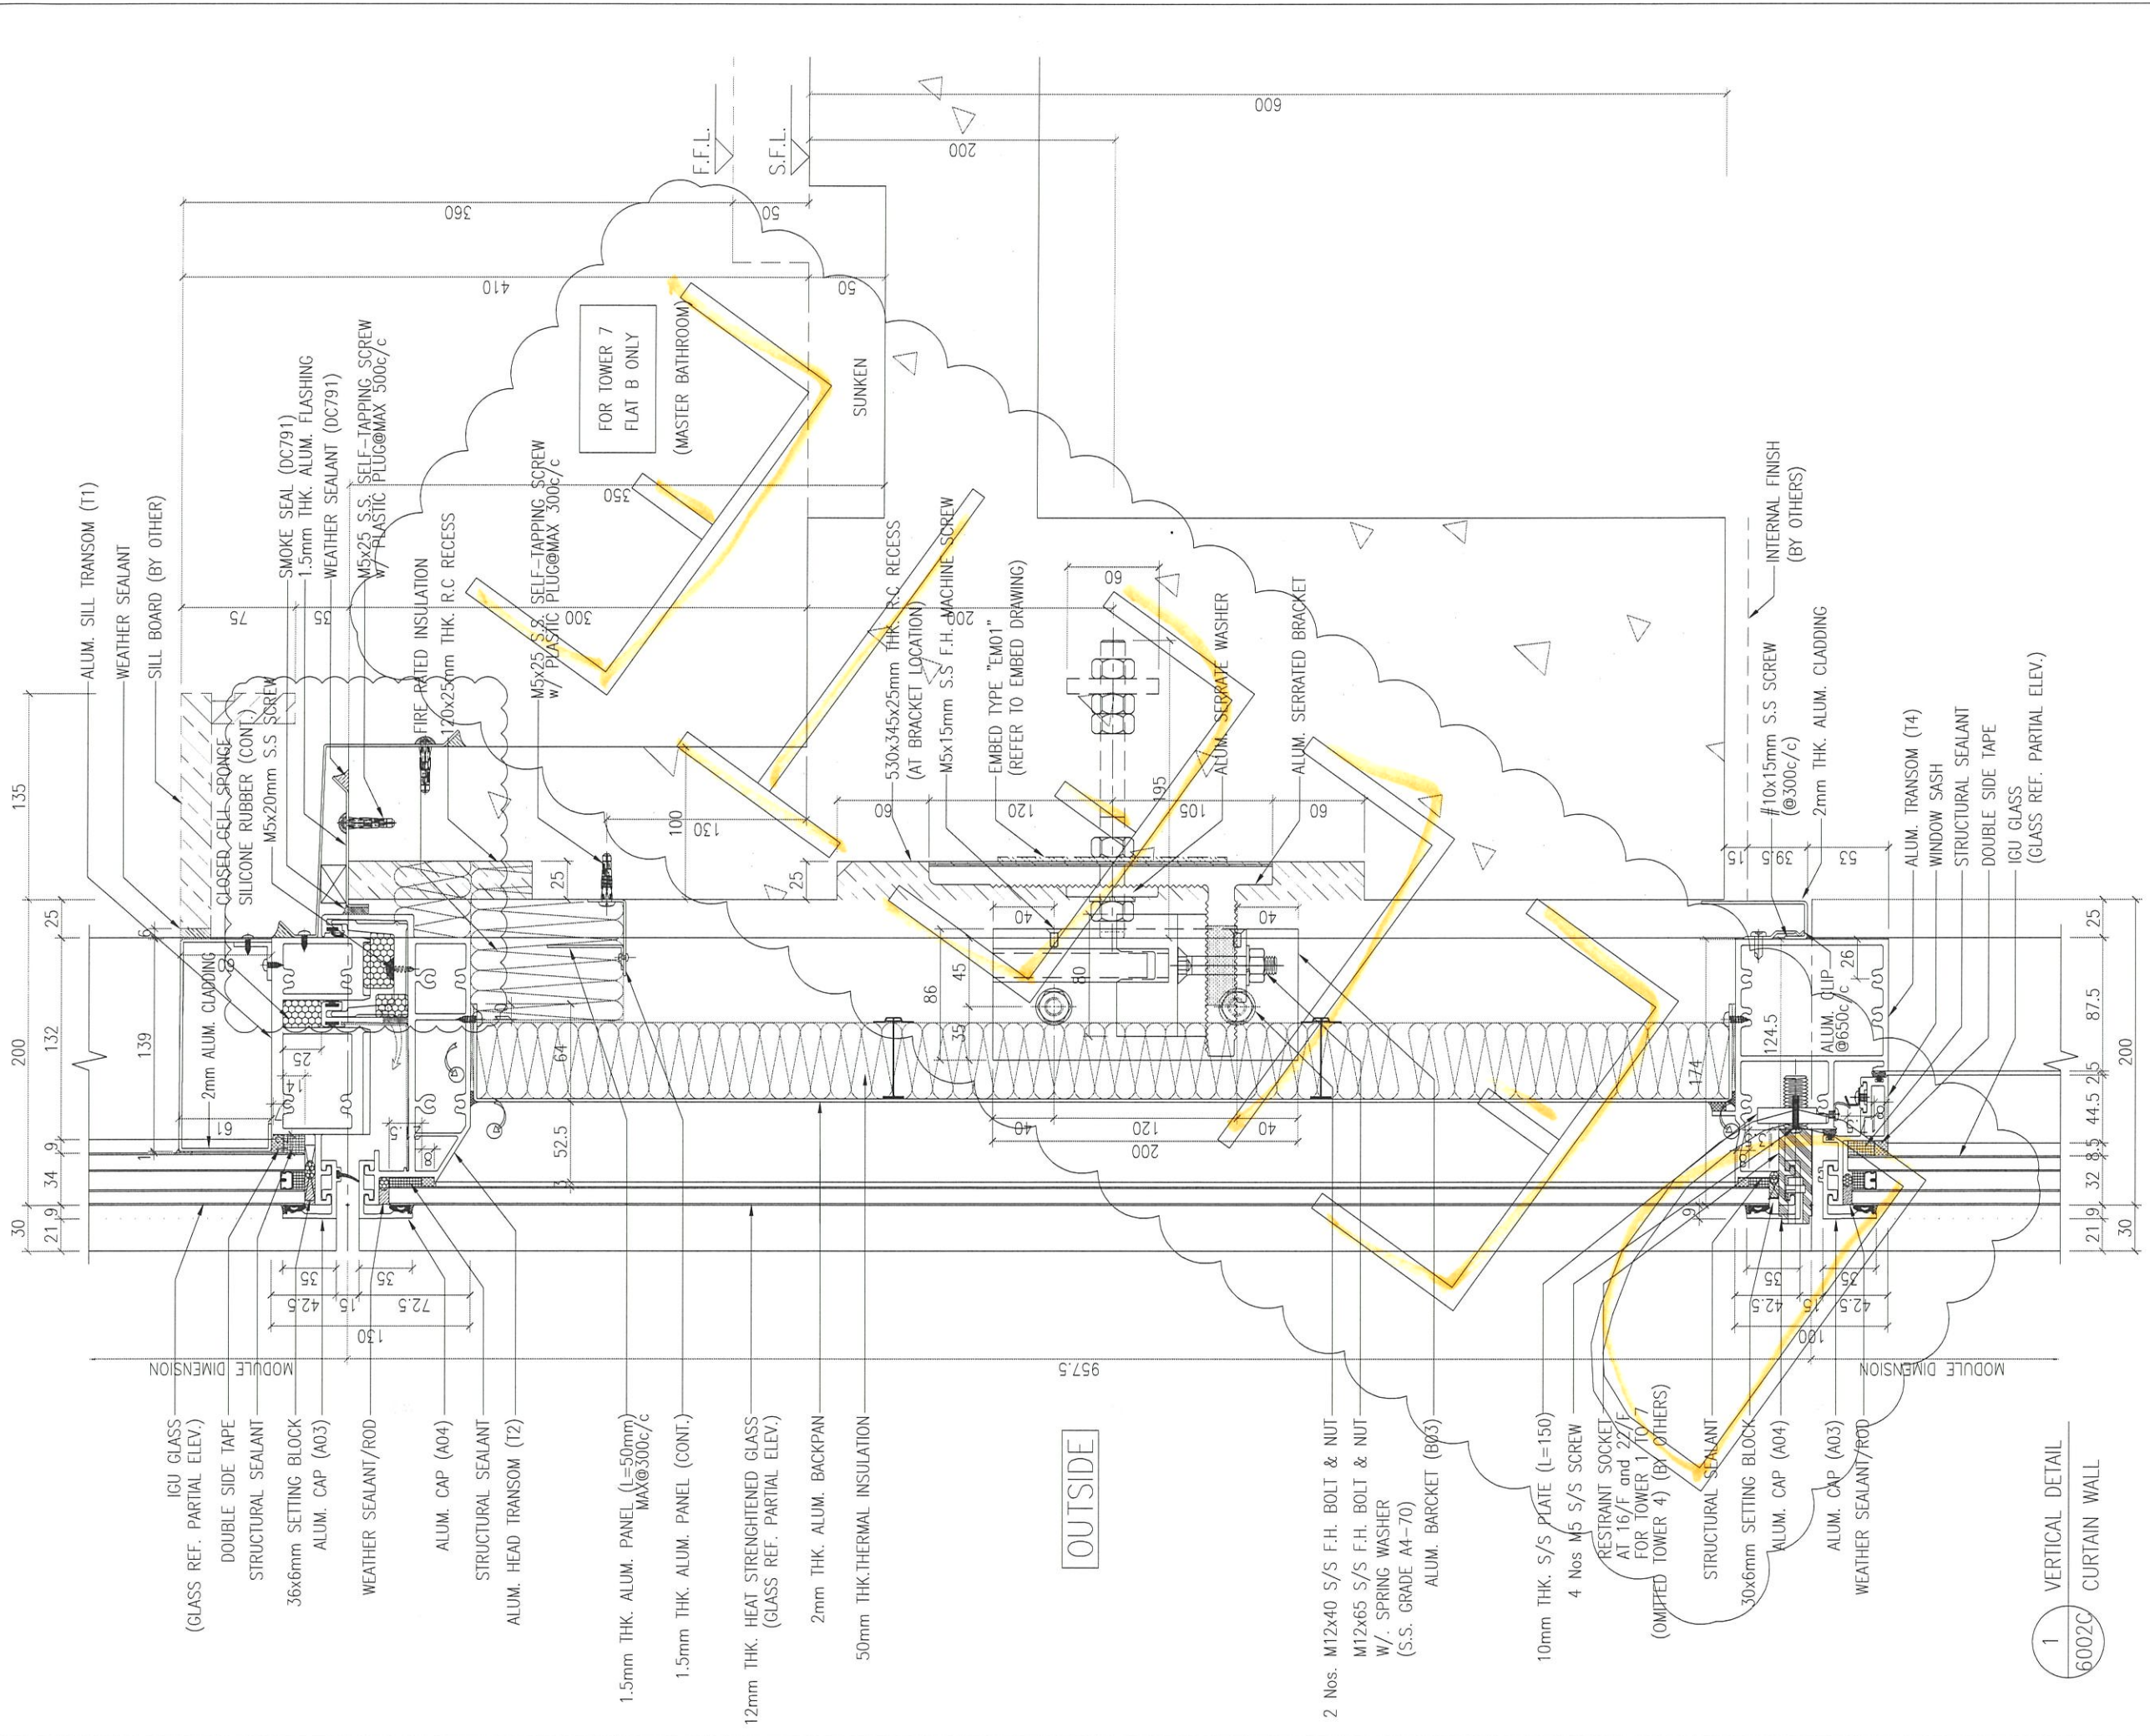 IGU GLASS
(GLASS REF. PARTIAL ELEV.)
DOUBLE SIDE TAPE
STRUCTURAL SEALANT
36x6mm SETTING BLOCK
ALUM. CAP (A03)
WEATHER SEALANT/ROD
ALUM. CAP (A04)
STRUCTURAL SEALANT
ALUM. HEAD TRANSOM (T2)
1.5mm THK. ALUM. PANEL (L=50mm)
MAX@300c/c
1.5mm THK. ALUM. PANEL (CONT.)
12mm THK. HEAT STRENGHTENED GLASS
(GLASS REF. PARTIAL ELEV.)
2mm THK. ALUM. BACKPAN
50mm THK.THERMAL INSULATION
OUTSIDE
2 Nos. M12x40 S/S F.H. BOLT & NUT
M12x65 S/S F.H. BOLT & NUT
W/. SPRING WASHER
(S.S. GRADE A4-70)
ALUM. BARCKET (B03)
10mm THK. S/S PLATE (L=150)
4 Nos M5 S/S SCREW
RESTRAINT SOCKET
AT 16/F and 22/F
FOR TOWER 1 TO 7
(OMITTED TOWER 4) (BY OTHERS)
STRUCTURAL SEALANT
30x6mm SETTING BLOCK
ALUM. CAP (A04)
ALUM. CAP (A03)
WEATHER SEALANT/ROD
30
200
135
21
9
34
9
132
25
1
139
61
60
2mm ALUM. CLADDING
25
14
35
42.5
15
35
72.5
130
MODULE DIMENSION
957.5
MODULE DIMENSION
ALUM. SILL TRANSOM (T1)
WEATHER SEALANT
SILL BOARD (BY OTHER)
CLOSED CELL SPONGE
SILICONE RUBBER (CONT.)
M5x20mm S.S SCREW
SMOKE SEAL (DC791)
1.5mm THK. ALUM. FLASHING
WEATHER SEALANT (DC791)
M5x25 S.S. SELF-TAPPING SCREW
w/ PLASTIC PLUG@MAX 500c/c
FIRE RATED INSULATION
120x25mm THK. R.C RECESS
M5x25 S.S. SELF-TAPPING SCREW
w/ PLASTIC PLUG@MAX 300c/c
75
35
300
200
350
410
50
360
50
FOR TOWER 7
FLAT B ONLY
(MASTER BATHROOM)
SUNKEN
F.F.L.
S.F.L.
200
600
25
100
130
25
52.5
64
3
8
530x345x25mm THK. R.C RECESS
(AT BRACKET LOCATION)
M5x15mm S.S F.H. MACHINE SCREW
EMBED TYPE "EM01"
(REFER TO EMBED DRAWING)
ALUM. SERRATE WASHER
ALUM. SERRATED BRACKET
60
120
105
60
195
60
40
40
86
45
35
80
40
120
40
200
DELETE
INTERNAL FINISH
(BY OTHERS)
#10x15mm S.S SCREW
(@300c/c)
2mm THK. ALUM. CLADDING
ALUM. CLIP
@650c/c
ALUM. TRANSOM (T4)
WINDOW SASH
STRUCTURAL SEALANT
DOUBLE SIDE TAPE
IGU GLASS
(GLASS REF. PARTIAL ELEV.)
15
39.5
53
26
124.5
174
9
35
42.5
15
35
42.5
100
30
200
21
9
32
8.5
44.5
2.5
87.5
25
1
6002C
VERTICAL DETAIL
CURTAIN WALL